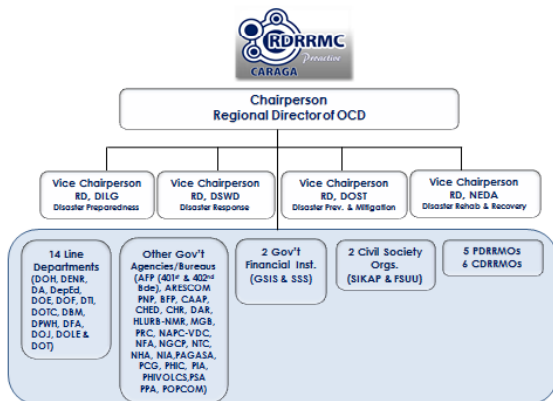 RDRRMC
Proactive
CARAGA
Chairperson
Regional Director of OCD
Vice Chairperson
RD, DILG
Disaster Preparedness
Vice Chairperson
RD, DSWD
Disaster Response
Vice Chairperson
RD, DOST
Disaster Prev. & Mitigation
Vice Chairperson
RD, NEDA
Disaster Rehab & Recovery
14 Line
Departments
(DOH, DENR,
DA, DepEd,
DOE, DOF, DTI,
DOTC, DBM,
DPWH, DFA,
DOJ, DOLE &
DOT)
Other Gov't
Agencies/Bureaus
(AFP (401st & 402nd
Bde), ARESCOM
PNP, BFP, CAAP,
CHED, CHR, DAR,
HLURB-NMR, MGB,
PRC, NAPC-VDC,
NFA, NGCP, NTC,
NHA, NIA,PAGASA,
PCG, PHIC, PIA,
PHIVOLCS,PSA
PPA, POPCOM)
2 Gov't
Financial Inst.
(GSIS & SSS)
2 Civil Society
Orgs.
(SIKAP & FSUU)
5 PDRRMOs
6 CDRRMOs